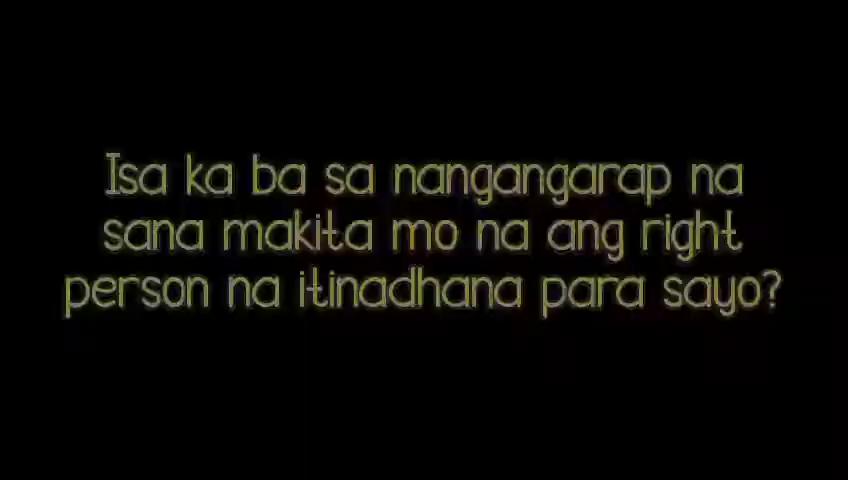 Isa ka ba sa nangangarap na
sana makita mo na ang right
person na itinadhana para sayo?